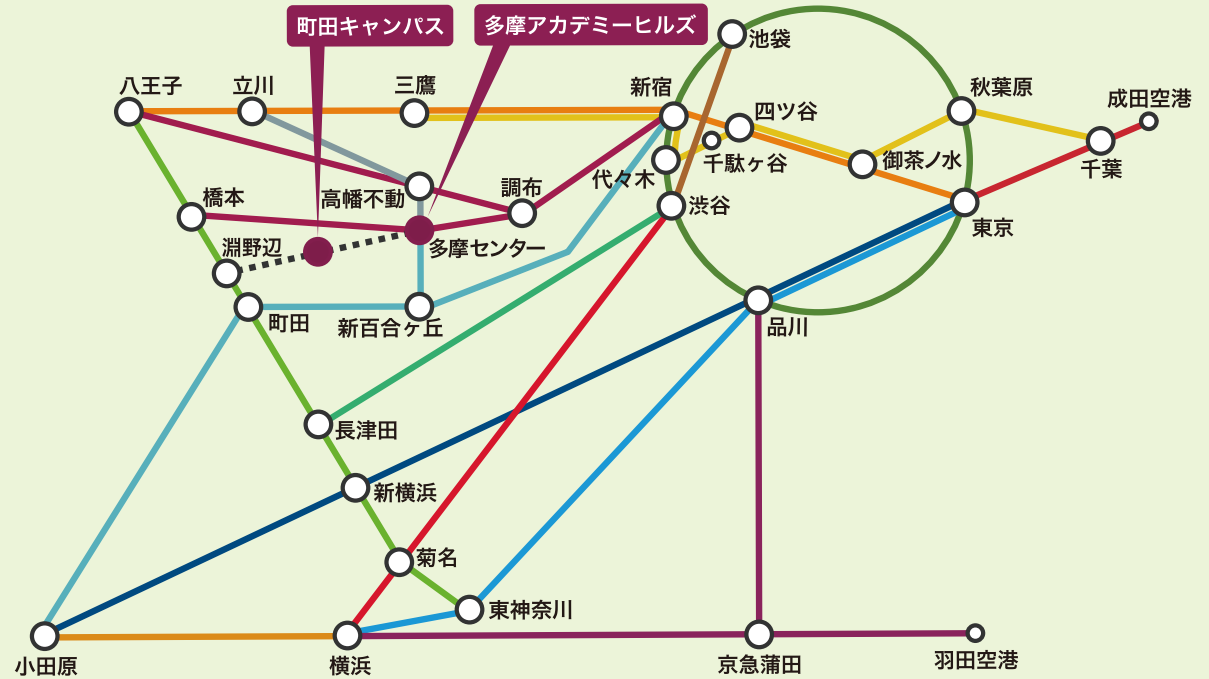 町田キャンパス
多摩アカデミーヒルズ
池袋
八王子
立川
三鷹
新宿
四ツ谷
秋葉原
成田空港
千駄ヶ谷
御茶ノ水
千葉
代々木
橋本
高幡不動
調布
渋谷
東京
淵野辺
多摩センター
町田
新百合ヶ丘
品川
長津田
新横浜
菊名
東神奈川
小田原
横浜
京急蒲田
羽田空港